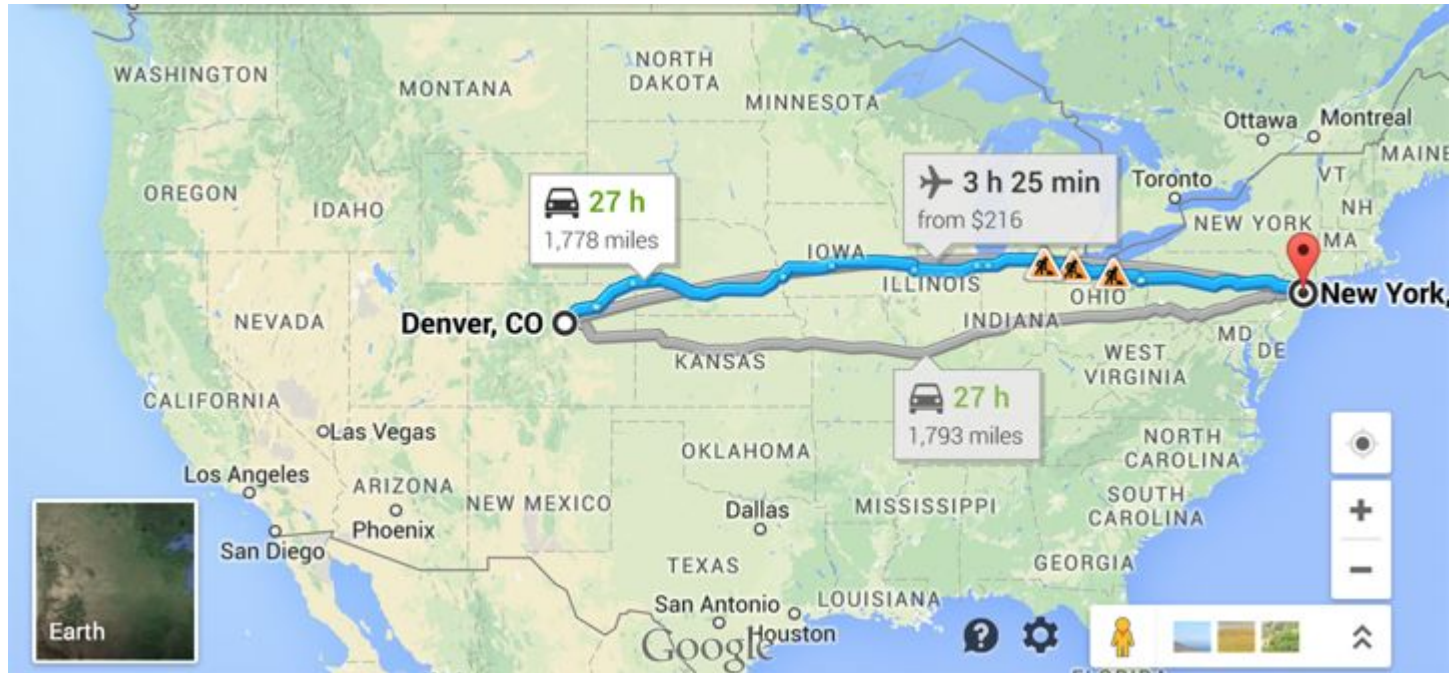 NORTH
DAKOTA
WASHINGTON
MONTANA
MINNESOTA
Ottawa
Montreal
MAINE
OREGON
IDAHO
27 h
1,778 miles
3 h 25 min
from $216
Toronto
VT
NH
NEW YORK
MA
IOWA
ILLINOIS
OHIO
New York,
Denver, CO
NEVADA
INDIANA
MD
DE
KANSAS
WEST
VIRGINIA
27 h
1,793 miles
CALIFORNIA
Las Vegas
OKLAHOMA
NORTH
CAROLINA
Los Angeles
ARIZONA
NEW MEXICO
Phoenix
San Diego
Dallas
MISSISSIPPI
SOUTH
CAROLINA
TEXAS
GEORGIA
San Antonio
LOUISIANA
Houston
Google
Earth
?
+
−